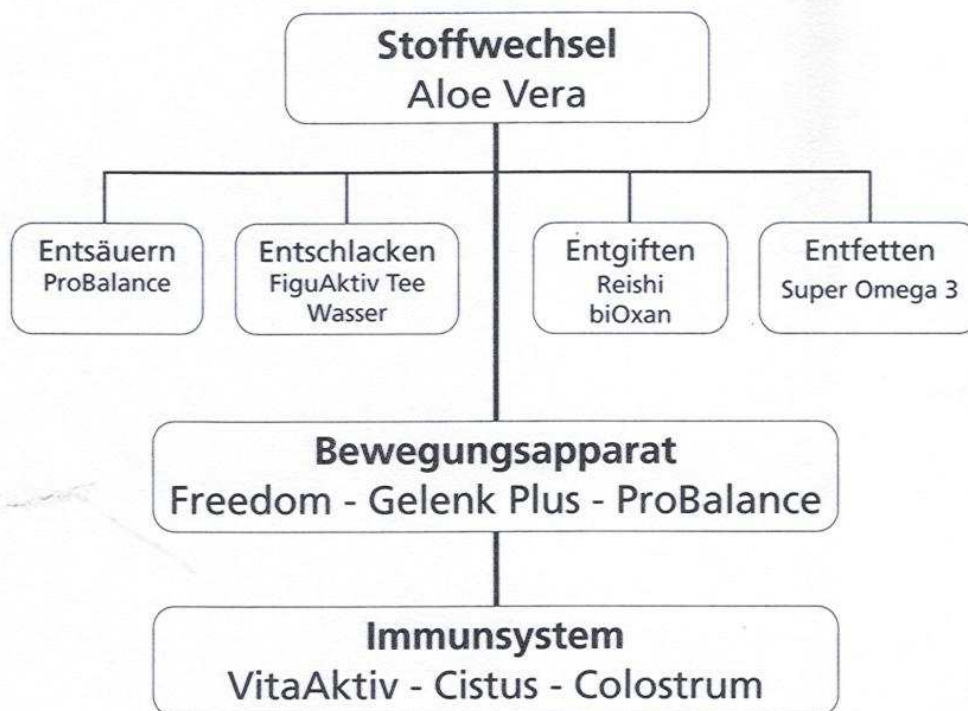 Stoffwechsel
Aloe Vera
Entsäuern
ProBalance
Entschlacken
FiguAktiv Tee
Wasser
Entgiften
Reishi
biOxan
Entfetten
Super Omega 3
Bewegungsapparat
Freedom - Gelenk Plus - ProBalance
Immunsystem
VitaAktiv - Cistus - Colostrum